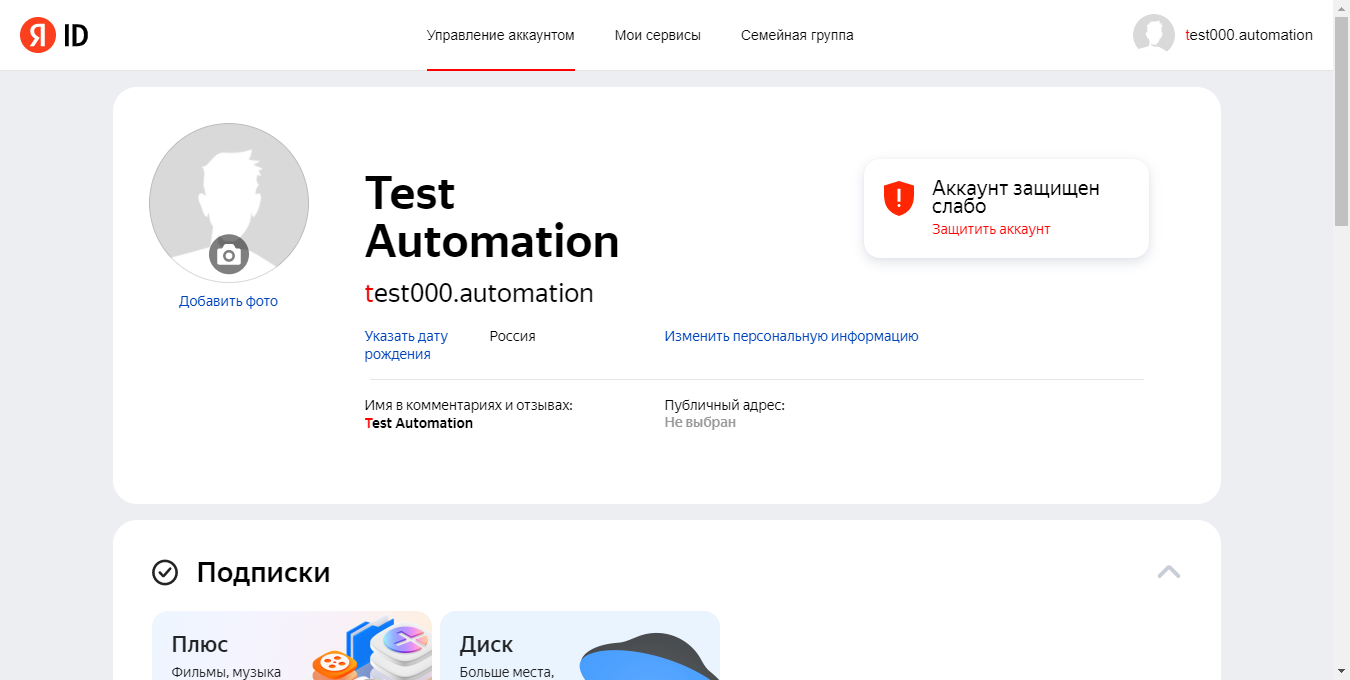 Я ID
Управление аккаунтом
Мои сервисы
Семейная группа
test000.automation
Test
Automation
test000.automation
Добавить фото
Аккаунт защищен
слабо
Защитить аккаунт
Указать дату
рождения
Россия
Изменить персональную информацию
Имя в комментариях и отзывах:
Test Automation
Публичный адрес:
Не выбран
Подписки
Плюс
Фильмы, музыка
Диск
Больше места,